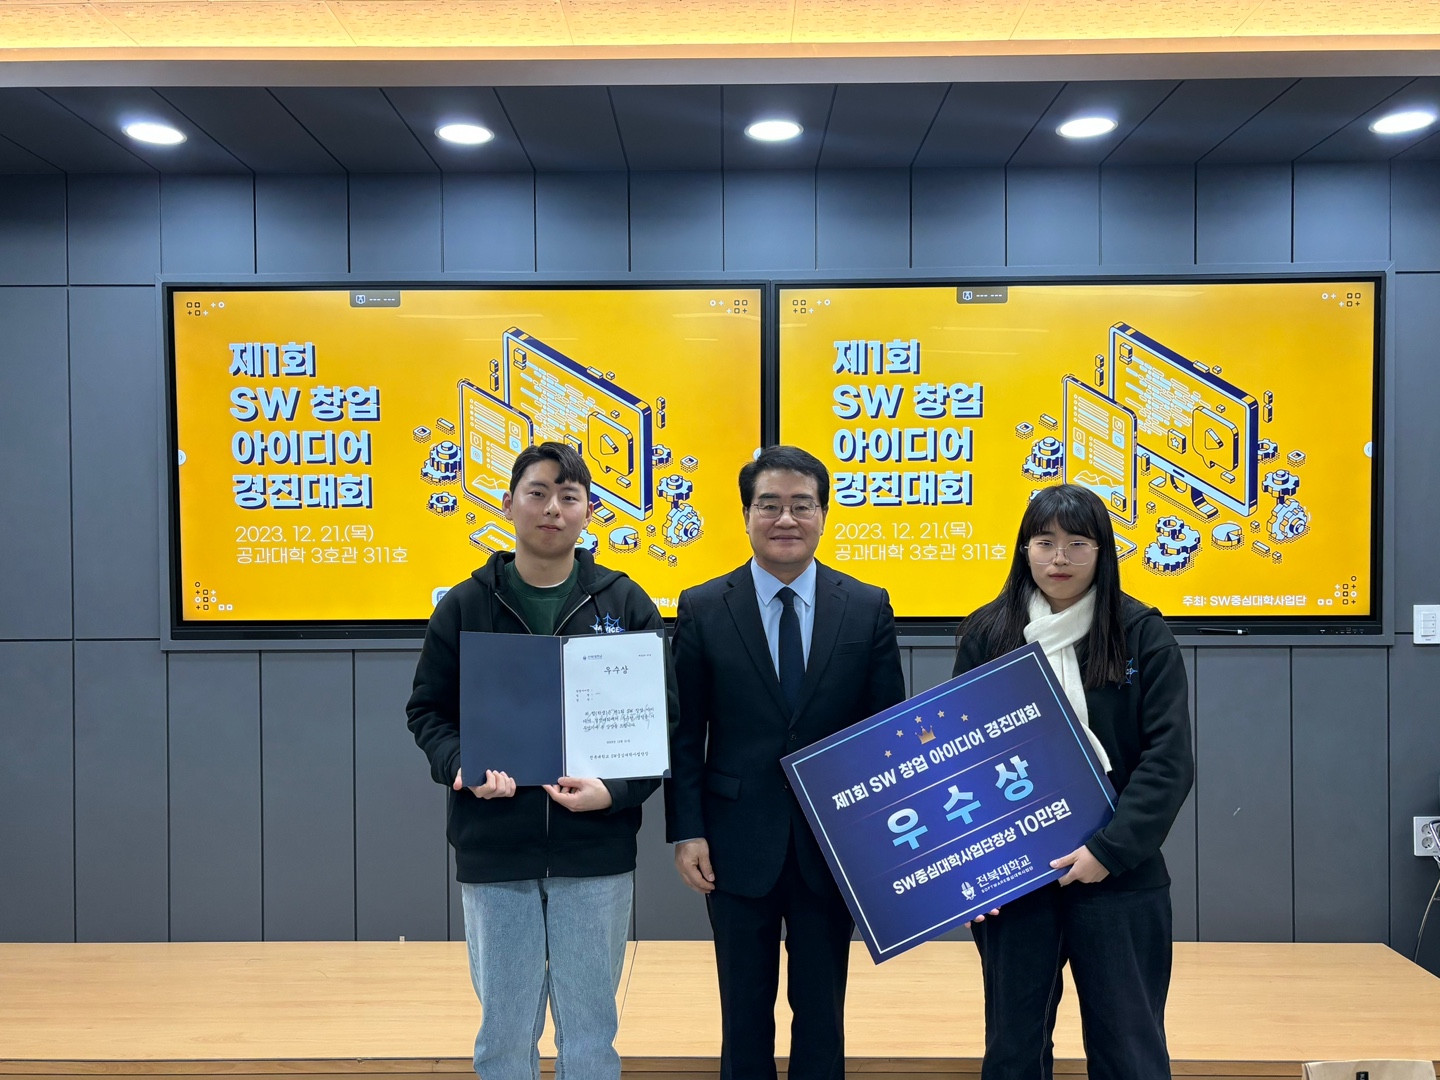 제1회
SW 창업
아이디어
경진대회
2023. 12. 21.(목)
공과대학 3호관 311호
제1회
SW 창업
아이디어
경진대회
2023. 12. 21.(목)
공과대학 3호관 311호
주최: SW중심대학사업단
우수상
제1회 SW 창업 아이디어 경진대회
우수상
SW중심대학사업단장상 10만원
전북대학교